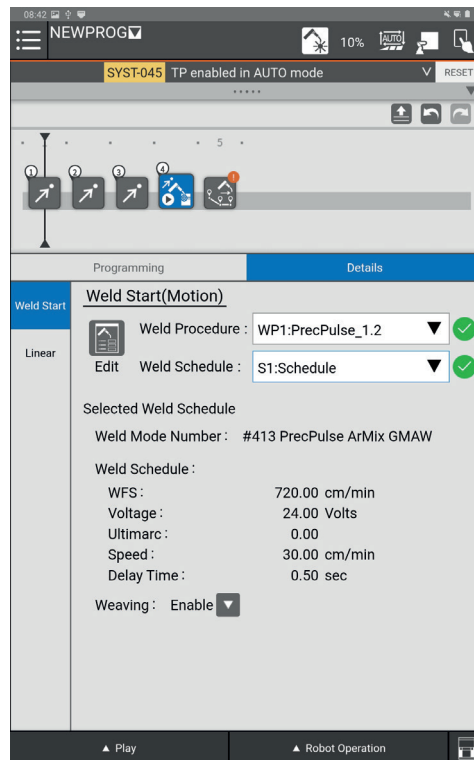 08:42
NEWPROG
10% AUTO
SYST-045 TP enabled in AUTO mode RESET
5
1 2 3 4 !
Programming Details
Weld Start Weld Start(Motion)
Weld Procedure : WP1:PrecPulse_1.2
Linear
Edit Weld Schedule : S1:Schedule
Selected Weld Schedule
Weld Mode Number : #413 PrecPulse ArMix GMAW
Weld Schedule :
WFS : 720.00 cm/min
Voltage : 24.00 Volts
Ultimarc : 0.00
Speed : 30.00 cm/min
Delay Time : 0.50 sec
Weaving : Enable
▲ Play ▲ Robot Operation